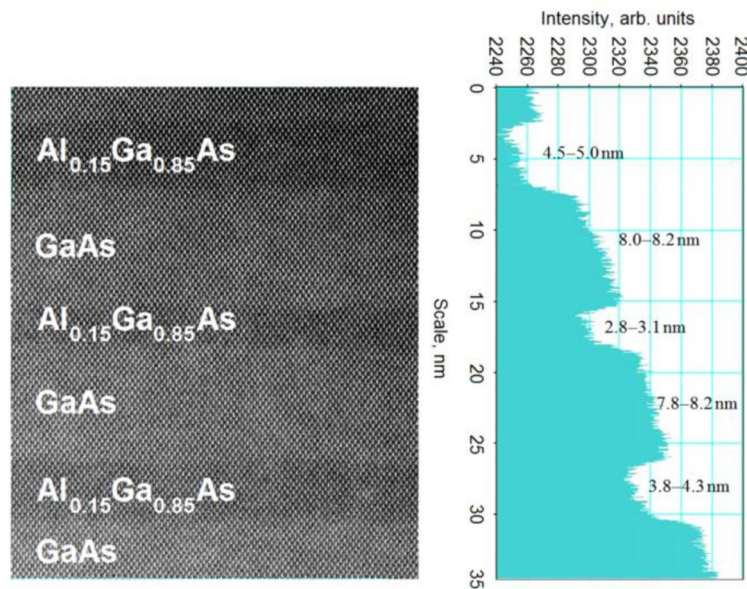 Al0.15Ga0.85As
GaAs
Al0.15Ga0.85As
GaAs
Al0.15Ga0.85As
GaAs
Intensity, arb. units
2240
2260
2280
2300
2320
2340
2360
2380
2400
0
5
10
15
20
25
30
35
Scale, nm
4.5–5.0 nm
8.0–8.2 nm
2.8–3.1 nm
7.8–8.2 nm
3.8–4.3 nm